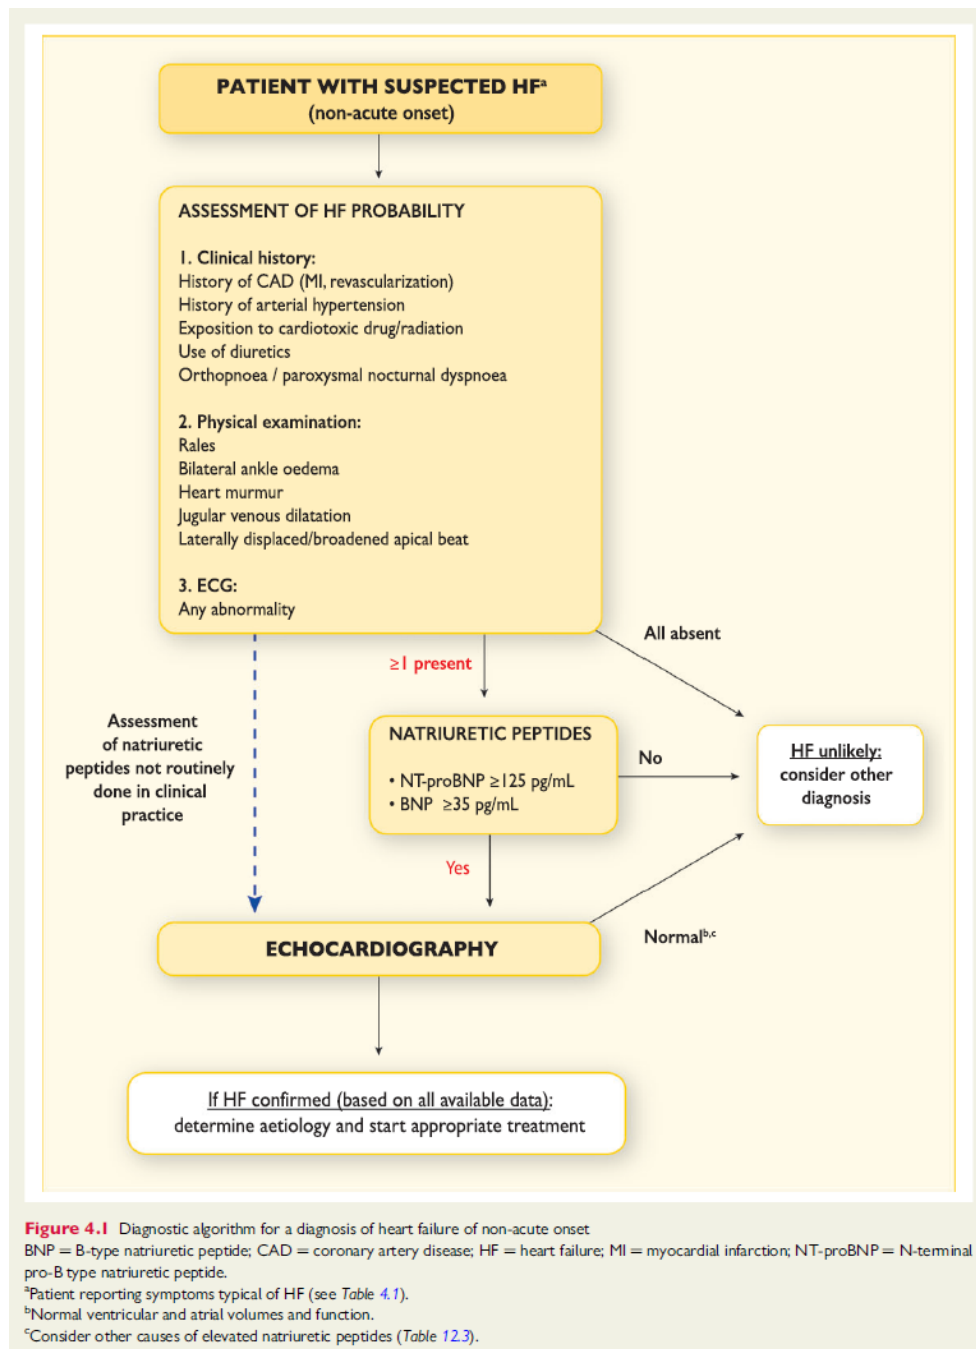 PATIENT WITH SUSPECTED HFᵃ
(non-acute onset)
ASSESSMENT OF HF PROBABILITY
1. Clinical history:
History of CAD (MI, revascularization)
History of arterial hypertension
Exposition to cardiotoxic drug/radiation
Use of diuretics
Orthopnoea / paroxysmal nocturnal dyspnoea
2. Physical examination:
Rales
Bilateral ankle oedema
Heart murmur
Jugular venous dilatation
Laterally displaced/broadened apical beat
3. ECG:
Any abnormality
All absent
≥1 present
Assessment
of natriuretic
peptides not routinely
done in clinical
practice
NATRIURETIC PEPTIDES
• NT-proBNP ≥125 pg/mL
• BNP ≥35 pg/mL
No
HF unlikely:
consider other
diagnosis
Yes
Normalᵇ,ᶜ
ECHOCARDIOGRAPHY
If HF confirmed (based on all available data):
determine aetiology and start appropriate treatment
Figure 4.1 Diagnostic algorithm for a diagnosis of heart failure of non-acute onset
BNP = B-type natriuretic peptide; CAD = coronary artery disease; HF = heart failure; MI = myocardial infarction; NT-proBNP = N-terminal
pro-B type natriuretic peptide.
ᵃPatient reporting symptoms typical of HF (see Table 4.1).
ᵇNormal ventricular and atrial volumes and function.
ᶜConsider other causes of elevated natriuretic peptides (Table 12.3).